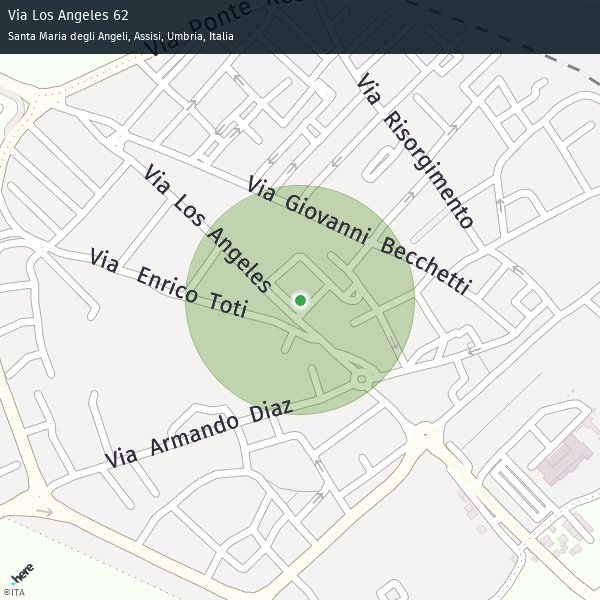 Via Los Angeles 62
Santa Maria degli Angeli, Assisi, Umbria, Italia
Via Ponte
Via Risorgimento
Via Giovanni Becchetti
Via Los Angeles
Via Enrico Toti
Via Armando Diaz
here
©ITA